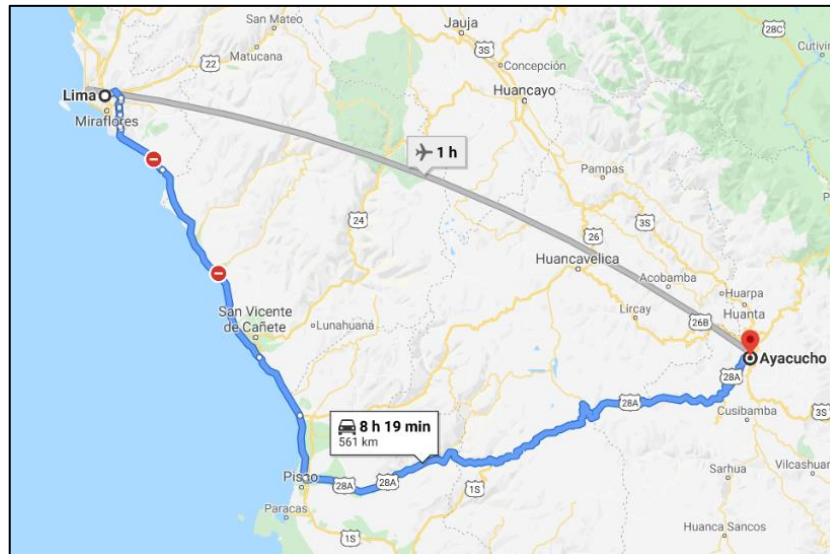 San Mateo
Jauja
28C
3S
Cutivir
22
Matucana
Concepción
Lima
Huancayo
Miraflores
1 h
Pampas
24
3S
26
Huancavelica
Acobamba
Huarpa
Huanta
San Vicente
de Cañete
Lunahuaná
Lircay
26B
Ayacucho
28A
28A
8 h 19 min
561 km
Cusibamba
3S
Pisco
28A
28A
1S
Sarhua
Vilcashuar
Paracas
1S
Huanca Sancos